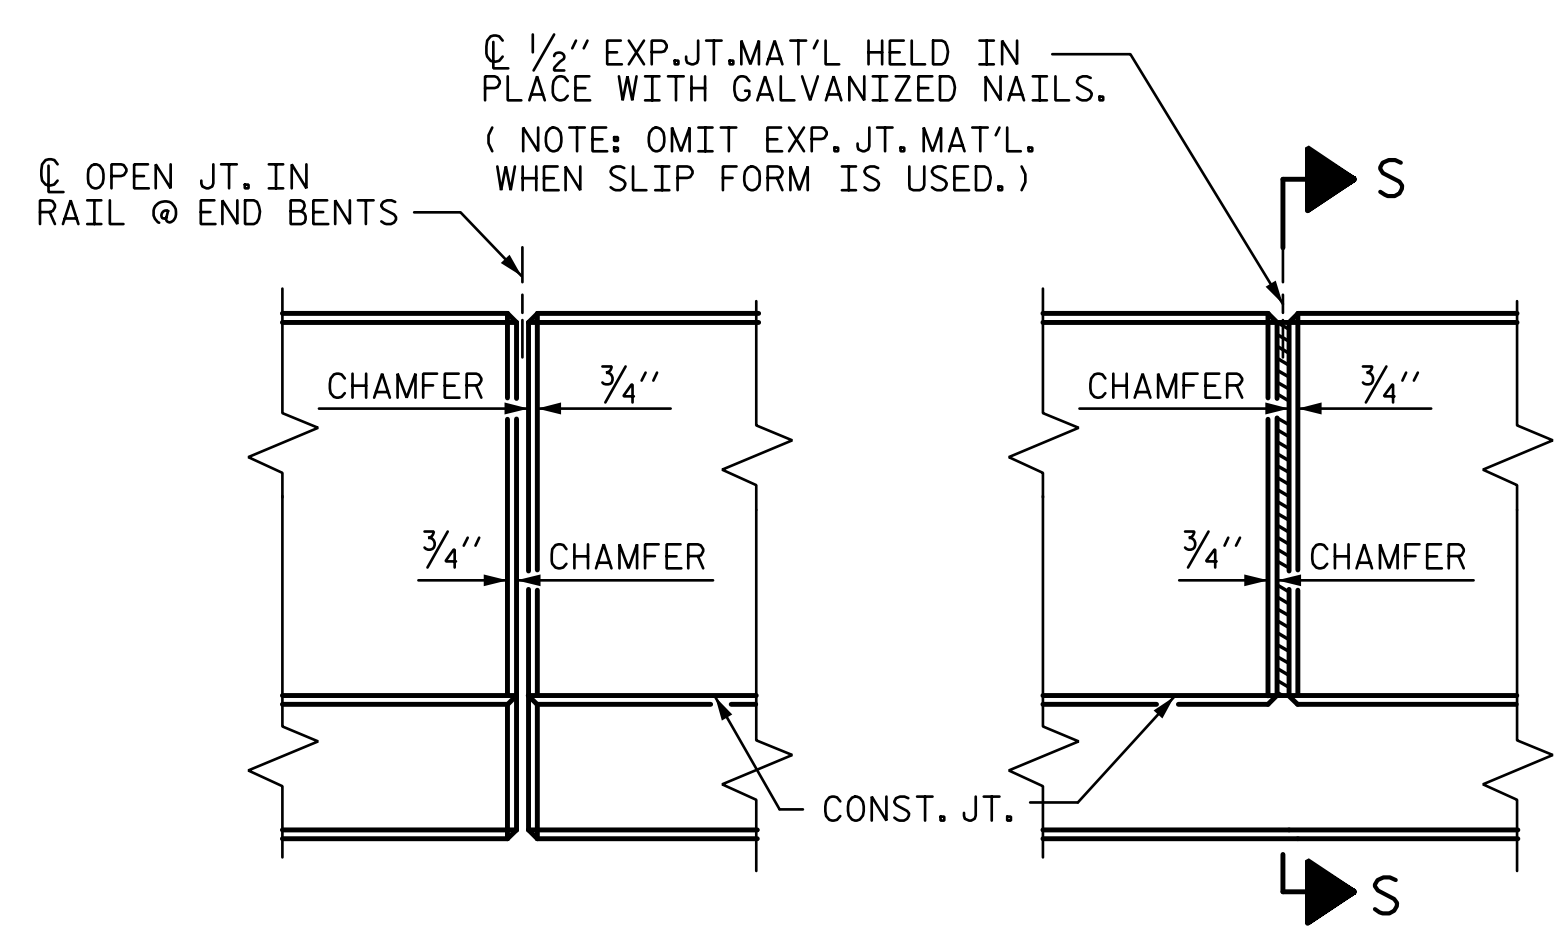 ℄ 1/2" EXP.JT.MAT'L HELD IN
PLACE WITH GALVANIZED NAILS.
( NOTE: OMIT EXP. JT. MAT'L.
WHEN SLIP FORM IS USED.)
℄ OPEN JT. IN
RAIL @ END BENTS
S
CHAMFER
3/4"
CHAMFER
3/4"
3/4"
CHAMFER
3/4"
CHAMFER
CONST. JT.
S